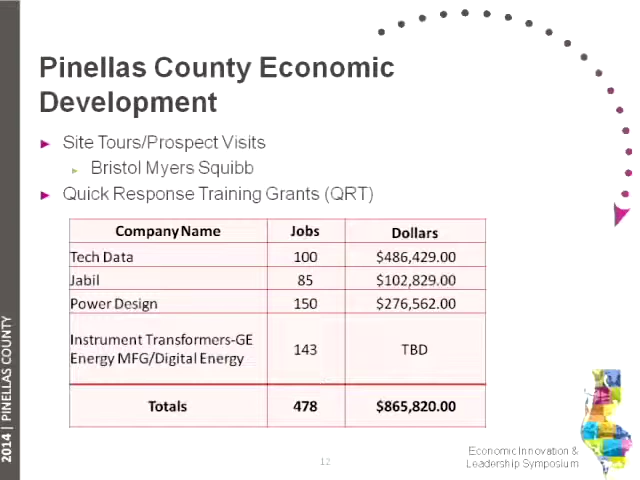 Pinellas County Economic
Development
Site Tours/Prospect Visits
Bristol Myers Squibb
Quick Response Training Grants (QRT)
Company Name Jobs Dollars
Tech Data 100 $486,429.00
Jabil 85 $102,829.00
Power Design 150 $276,562.00
Instrument Transformers-GE
Energy MFG/Digital Energy 143 TBD
Totals 478 $865,820.00
2014 | PINELLAS COUNTY
12
Economic Innovation &
Leadership Symposium